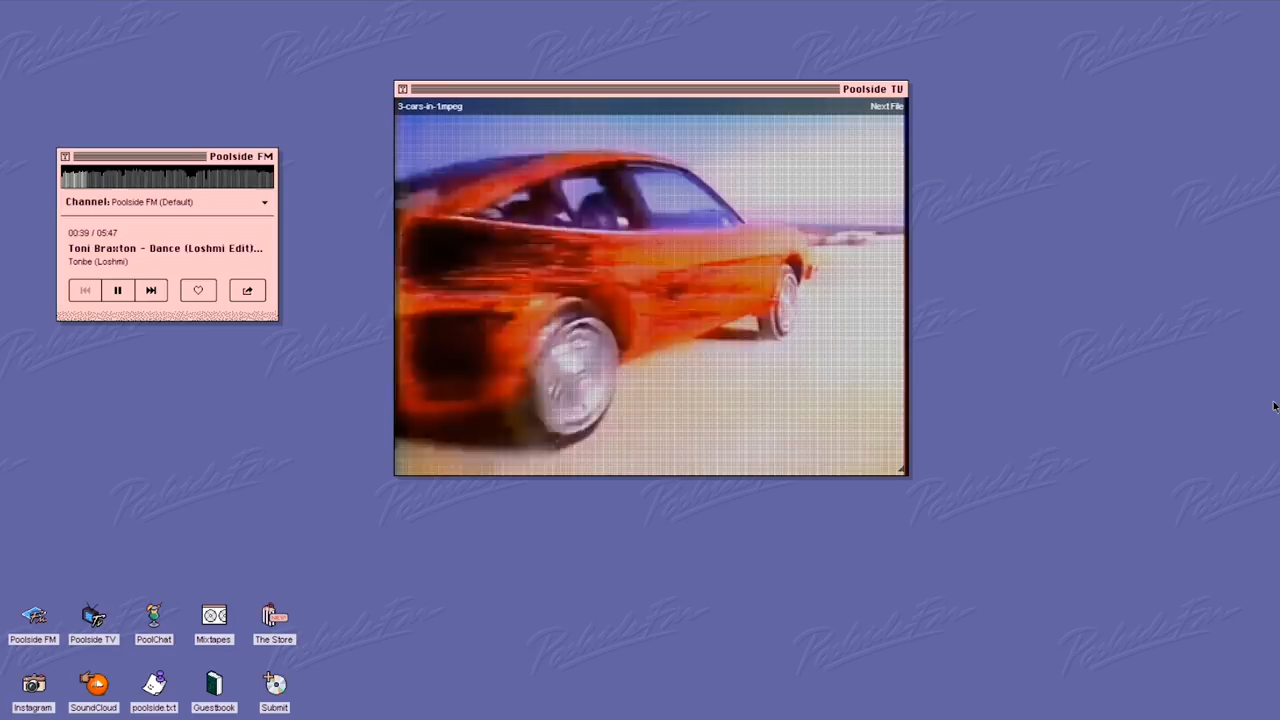 Poolside TV
3-cars-in-1.mpeg
Next File
Poolside FM
Channel: Poolside FM (Default)
00:39 / 05:47
Toni Braxton - Dance (Loshmi Edit)...
Tonbe (Loshmi)
Poolside FM
Poolside TV
PoolChat
Mixtapes
The Store
Instagram
SoundCloud
poolside.txt
Guestbook
Submit